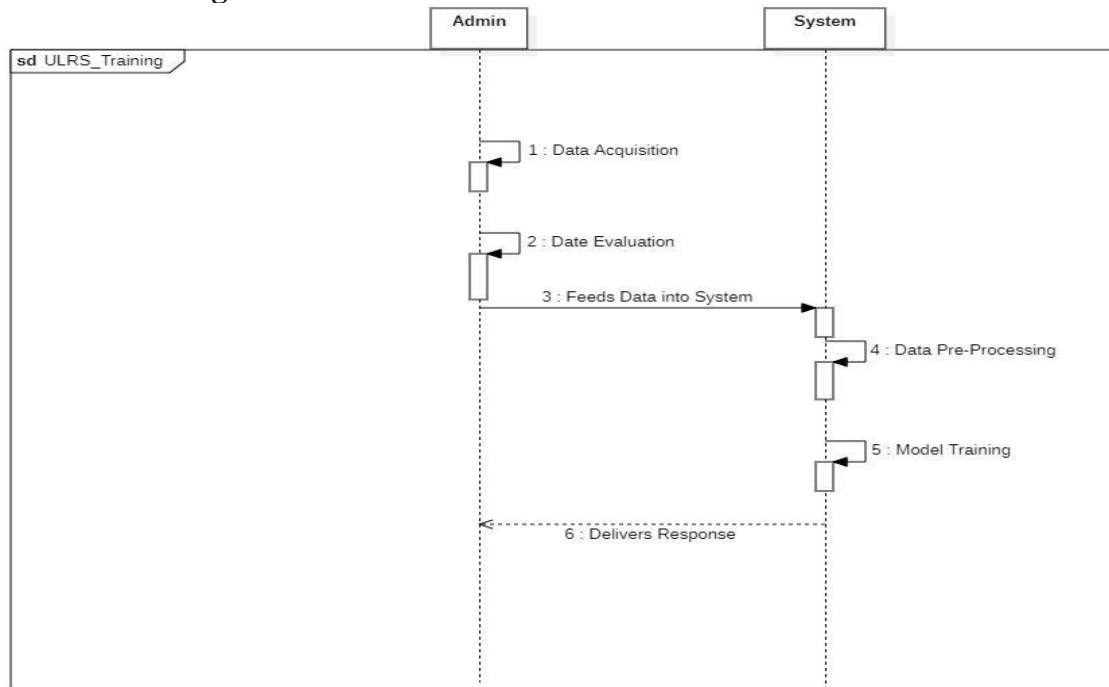 Admin
System
sd ULRS_Training
1 : Data Acquisition
2 : Date Evaluation
3 : Feeds Data into System
4 : Data Pre-Processing
5 : Model Training
6 : Delivers Response